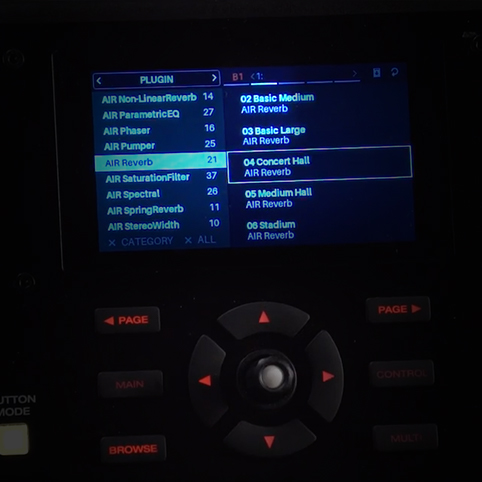 < PLUGIN >
B1 <1: >
AIR Non-LinearReverb 14
AIR ParametricEQ 27
AIR Phaser 16
AIR Pumper 25
AIR Reverb 21
AIR SaturationFilter 37
AIR Spectral 26
AIR SpringReverb 11
AIR StereoWidth 10
× CATEGORY × ALL
02 Basic Medium
AIR Reverb
03 Basic Large
AIR Reverb
04 Concert Hall
AIR Reverb
05 Medium Hall
AIR Reverb
06 Stadium
AIR Reverb
◀ PAGE
PAGE ▶
MAIN
CONTROL
UTTON
MODE
BROWSE
MULTI